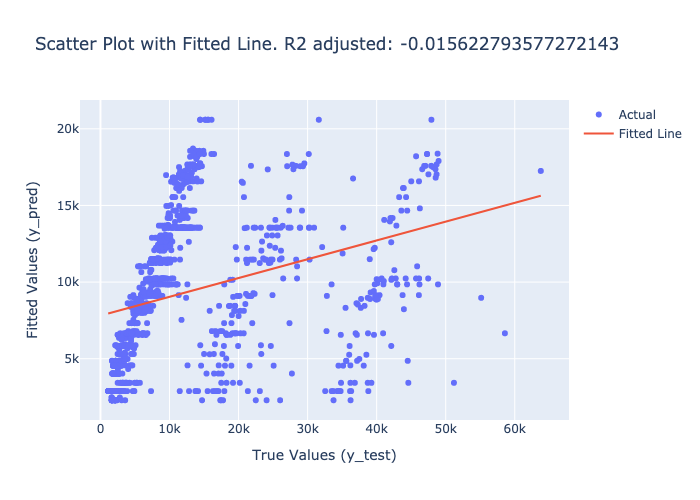 Scatter Plot with Fitted Line. R2 adjusted: -0.015622793577272143
Actual
Fitted Line
20k
15k
10k
5k
Fitted Values (y_pred)
0
10k
20k
30k
40k
50k
60k
True Values (y_test)